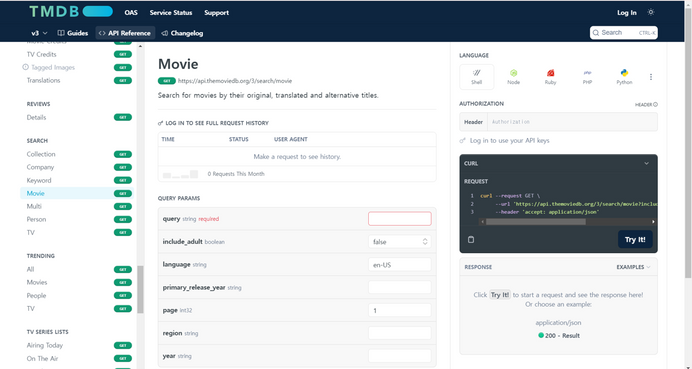 TMDB
OAS
Service Status
Support
Log In
v3
Guides
API Reference
Changelog
Search
CTRL-K
TV Credits GET
Tagged Images GET
Translations GET
REVIEWS
Details GET
SEARCH
Collection GET
Company GET
Keyword GET
Movie GET
Multi GET
Person GET
TV GET
TRENDING
All GET
Movies GET
People GET
TV GET
TV SERIES LISTS
Airing Today GET
On The Air GET
Movie
GET https://api.themoviedb.org/3/search/movie
Search for movies by their original, translated and alternative titles.
LOG IN TO SEE FULL REQUEST HISTORY
TIME STATUS USER AGENT
Make a request to see history.
0 Requests This Month
QUERY PARAMS
query string required
include_adult boolean false
language string en-US
primary_release_year string
page int32 1
region string
year string
LANGUAGE
Shell Node Ruby PHP Python
AUTHORIZATION HEADER
Header Authorization
Log in to use your API keys
CURL
REQUEST
1 curl --request GET \
2 --url 'https://api.themoviedb.org/3/search/movie?inclu
3 --header 'accept: application/json'
Try It!
RESPONSE EXAMPLES
Click Try It! to start a request and see the response here!
Or choose an example:
application/json
200 - Result